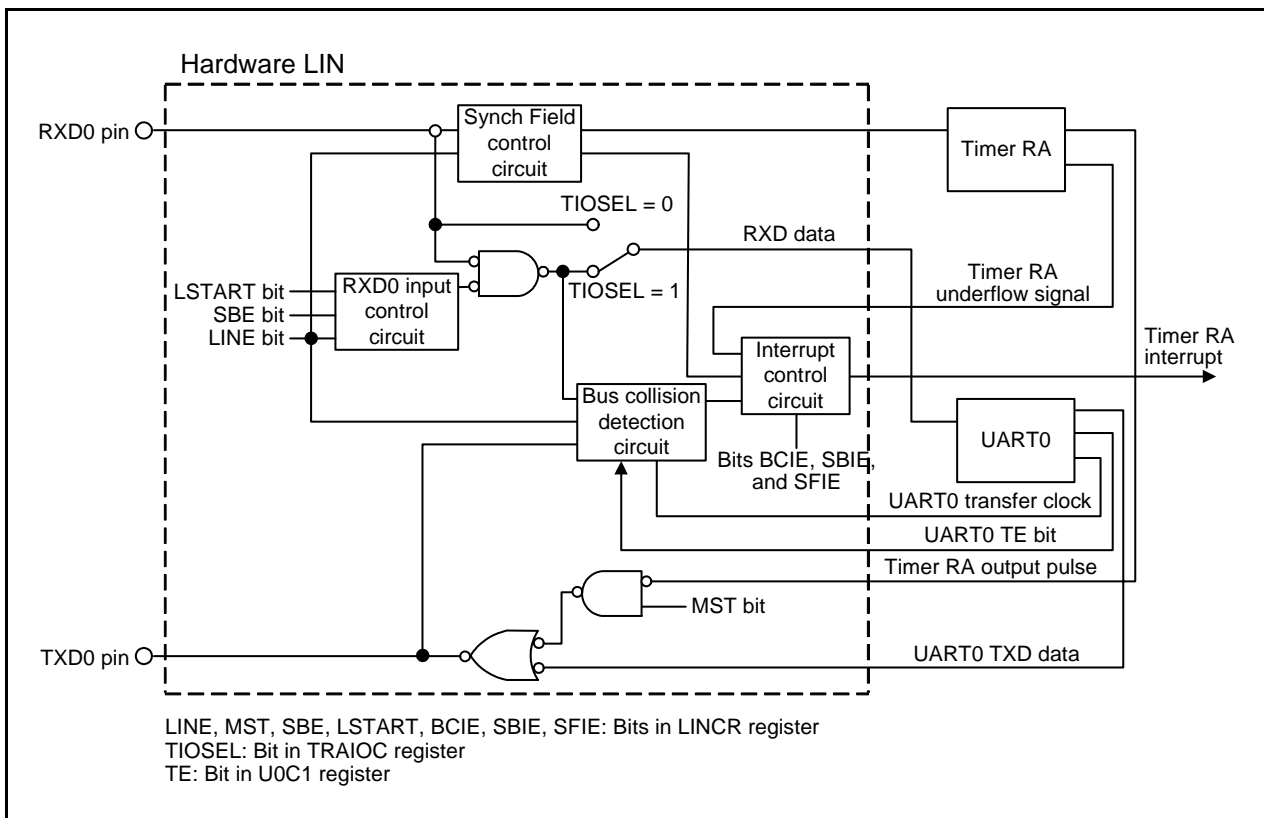 Hardware LIN
RXD0 pin
Synch Field
control
circuit
Timer RA
TIOSEL = 0
RXD data
TIOSEL = 1
LSTART bit
SBE bit
LINE bit
RXD0 input
control
circuit
Timer RA
underflow signal
Timer RA
interrupt
Interrupt
control
circuit
Bus collision
detection
circuit
UART0
Bits BCIE, SBIE,
and SFIE
UART0 transfer clock
UART0 TE bit
Timer RA output pulse
MST bit
TXD0 pin
UART0 TXD data
LINE, MST, SBE, LSTART, BCIE, SBIE, SFIE: Bits in LINCR register
TIOSEL: Bit in TRAIOC register
TE: Bit in U0C1 register